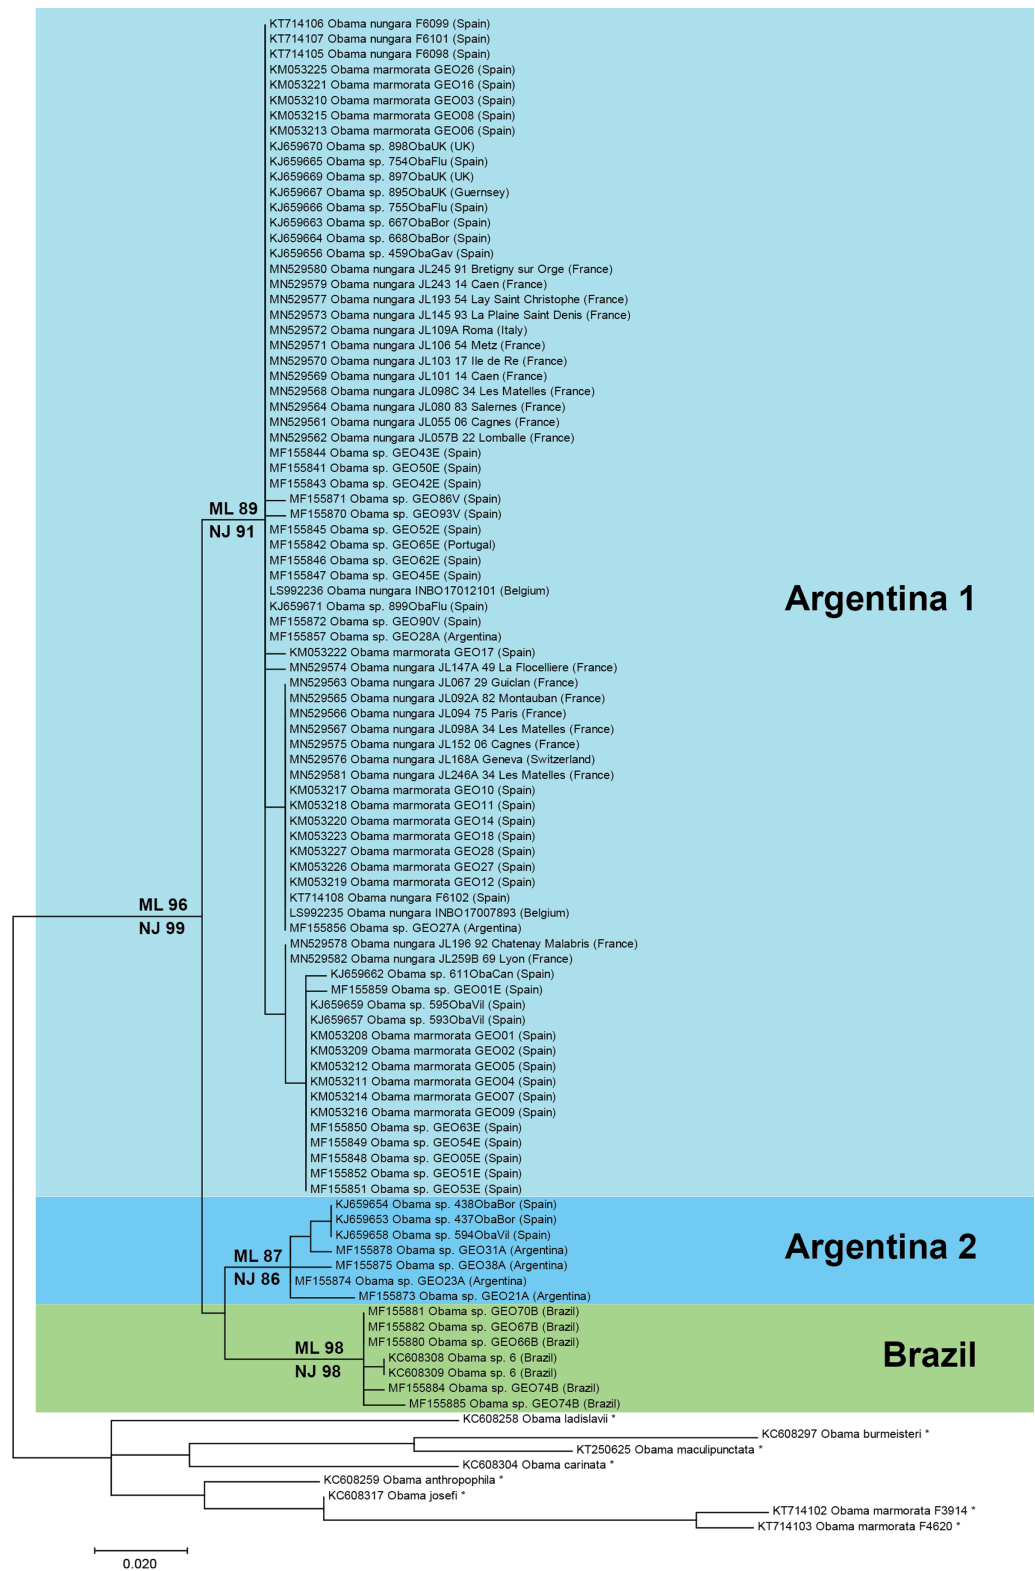 KT714106 Obama nungara F6099 (Spain)
KT714107 Obama nungara F6101 (Spain)
KT714105 Obama nungara F6098 (Spain)
KM053225 Obama marmorata GEO26 (Spain)
KM053221 Obama marmorata GEO16 (Spain)
KM053210 Obama marmorata GEO03 (Spain)
KM053215 Obama marmorata GEO08 (Spain)
KM053213 Obama marmorata GEO06 (Spain)
KJ659670 Obama sp. 898ObaUK (UK)
KJ659665 Obama sp. 754ObaFlu (Spain)
KJ659669 Obama sp. 897ObaUK (UK)
KJ659667 Obama sp. 895ObaUK (Guernsey)
KJ659666 Obama sp. 755ObaFlu (Spain)
KJ659663 Obama sp. 667ObaBor (Spain)
KJ659664 Obama sp. 668ObaBor (Spain)
KJ659656 Obama sp. 459ObaGav (Spain)
MN529580 Obama nungara JL245 91 Bretigny sur Orge (France)
MN529579 Obama nungara JL243 14 Caen (France)
MN529577 Obama nungara JL193 54 Lay Saint Christophe (France)
MN529573 Obama nungara JL145 93 La Plaine Saint Denis (France)
MN529572 Obama nungara JL109A Roma (Italy)
MN529571 Obama nungara JL106 54 Metz (France)
MN529570 Obama nungara JL103 17 Ile de Re (France)
MN529569 Obama nungara JL101 14 Caen (France)
MN529568 Obama nungara JL098C 34 Les Matelles (France)
MN529564 Obama nungara JL080 83 Salernes (France)
MN529561 Obama nungara JL055 06 Cagnes (France)
MN529562 Obama nungara JL057B 22 Lomballe (France)
MF155844 Obama sp. GEO43E (Spain)
MF155841 Obama sp. GEO50E (Spain)
MF155843 Obama sp. GEO42E (Spain)
MF155871 Obama sp. GEO86V (Spain)
ML 89
MF155870 Obama sp. GEO93V (Spain)
NJ 91
MF155845 Obama sp. GEO52E (Spain)
MF155842 Obama sp. GEO65E (Portugal)
MF155846 Obama sp. GEO62E (Spain)
MF155847 Obama sp. GEO45E (Spain)
LS992236 Obama nungara INBO17012101 (Belgium)
Argentina 1
KJ659671 Obama sp. 899ObaFlu (Spain)
MF155872 Obama sp. GEO90V (Spain)
MF155857 Obama sp. GEO28A (Argentina)
KM053222 Obama marmorata GEO17 (Spain)
MN529574 Obama nungara JL147A 49 La Flocelliere (France)
MN529563 Obama nungara JL067 29 Guiclan (France)
MN529565 Obama nungara JL092A 82 Montauban (France)
MN529566 Obama nungara JL094 75 Paris (France)
MN529567 Obama nungara JL098A 34 Les Matelles (France)
MN529575 Obama nungara JL152 06 Cagnes (France)
MN529576 Obama nungara JL168A Geneva (Switzerland)
MN529581 Obama nungara JL246A 34 Les Matelles (France)
KM053217 Obama marmorata GEO10 (Spain)
KM053218 Obama marmorata GEO11 (Spain)
KM053220 Obama marmorata GEO14 (Spain)
KM053223 Obama marmorata GEO18 (Spain)
KM053227 Obama marmorata GEO28 (Spain)
KM053226 Obama marmorata GEO27 (Spain)
KM053219 Obama marmorata GEO12 (Spain)
KT714108 Obama nungara F6102 (Spain)
ML 96
LS992235 Obama nungara INBO17007893 (Belgium)
NJ 99
MF155856 Obama sp. GEO27A (Argentina)
MN529578 Obama nungara JL196 92 Chatenay Malabris (France)
MN529582 Obama nungara JL259B 69 Lyon (France)
KJ659662 Obama sp. 611ObaCan (Spain)
MF155859 Obama sp. GEO01E (Spain)
KJ659659 Obama sp. 595ObaVil (Spain)
KJ659657 Obama sp. 593ObaVil (Spain)
KM053208 Obama marmorata GEO01 (Spain)
KM053209 Obama marmorata GEO02 (Spain)
KM053212 Obama marmorata GEO05 (Spain)
KM053211 Obama marmorata GEO04 (Spain)
KM053214 Obama marmorata GEO07 (Spain)
KM053216 Obama marmorata GEO09 (Spain)
MF155850 Obama sp. GEO63E (Spain)
MF155849 Obama sp. GEO54E (Spain)
MF155848 Obama sp. GEO05E (Spain)
MF155852 Obama sp. GEO51E (Spain)
MF155851 Obama sp. GEO53E (Spain)
KJ659654 Obama sp. 438ObaBor (Spain)
KJ659653 Obama sp. 437ObaBor (Spain)
KJ659658 Obama sp. 594ObaVil (Spain)
Argentina 2
ML 87
MF155878 Obama sp. GEO31A (Argentina)
MF155875 Obama sp. GEO38A (Argentina)
NJ 86
MF155874 Obama sp. GEO23A (Argentina)
MF155873 Obama sp. GEO21A (Argentina)
MF155881 Obama sp. GEO70B (Brazil)
MF155882 Obama sp. GEO67B (Brazil)
MF155880 Obama sp. GEO66B (Brazil)
ML 98
Brazil
KC608308 Obama sp. 6 (Brazil)
NJ 98
KC608309 Obama sp. 6 (Brazil)
MF155884 Obama sp. GEO74B (Brazil)
MF155885 Obama sp. GEO74B (Brazil)
KC608258 Obama ladislavii *
KC608297 Obama burmeisteri *
KT250625 Obama maculipunctata *
KC608304 Obama carinata *
KC608259 Obama anthropophila *
KC608317 Obama josefi *
KT714102 Obama marmorata F3914 *
KT714103 Obama marmorata F4620 *
0.020